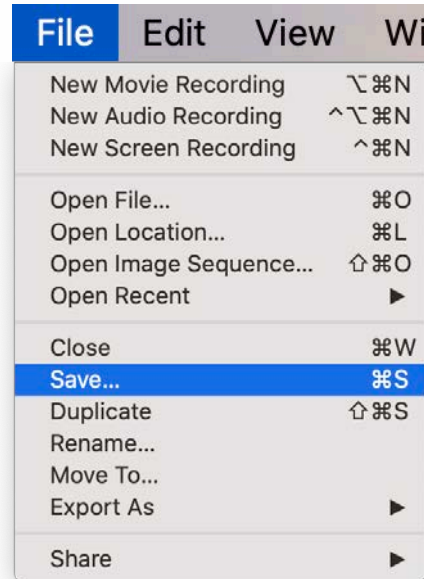 File Edit View Wi
New Movie Recording ⌥⌘N
New Audio Recording ^⌥⌘N
New Screen Recording ^⌘N
Open File... ⌘O
Open Location... ⌘L
Open Image Sequence... ⇧⌘O
Open Recent ▶
Close ⌘W
Save... ⌘S
Duplicate ⇧⌘S
Rename...
Move To...
Export As ▶
Share ▶